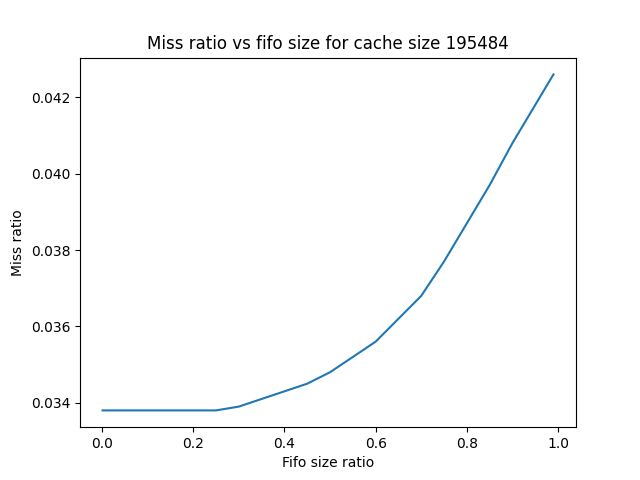 Miss ratio vs fifo size for cache size 195484
0.042
0.040
0.038
0.036
0.034
Miss ratio
0.0 0.2 0.4 0.6 0.8 1.0
Fifo size ratio